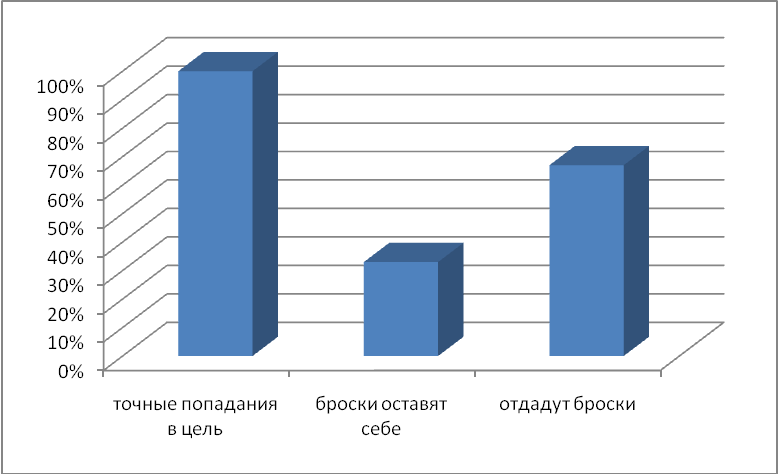 100%
90%
80%
70%
60%
50%
40%
30%
20%
10%
0%
точные попадания
в цель
броски оставят
себе
отдадут броски